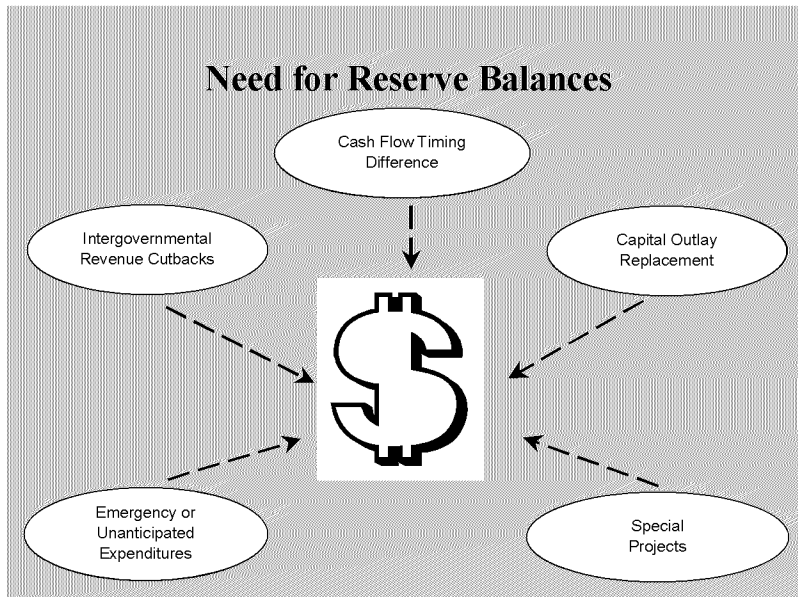 Need for Reserve Balances
Cash Flow Timing
Difference
Intergovernmental
Revenue Cutbacks
Capital Outlay
Replacement
$
Emergency or
Unanticipated
Expenditures
Special
Projects